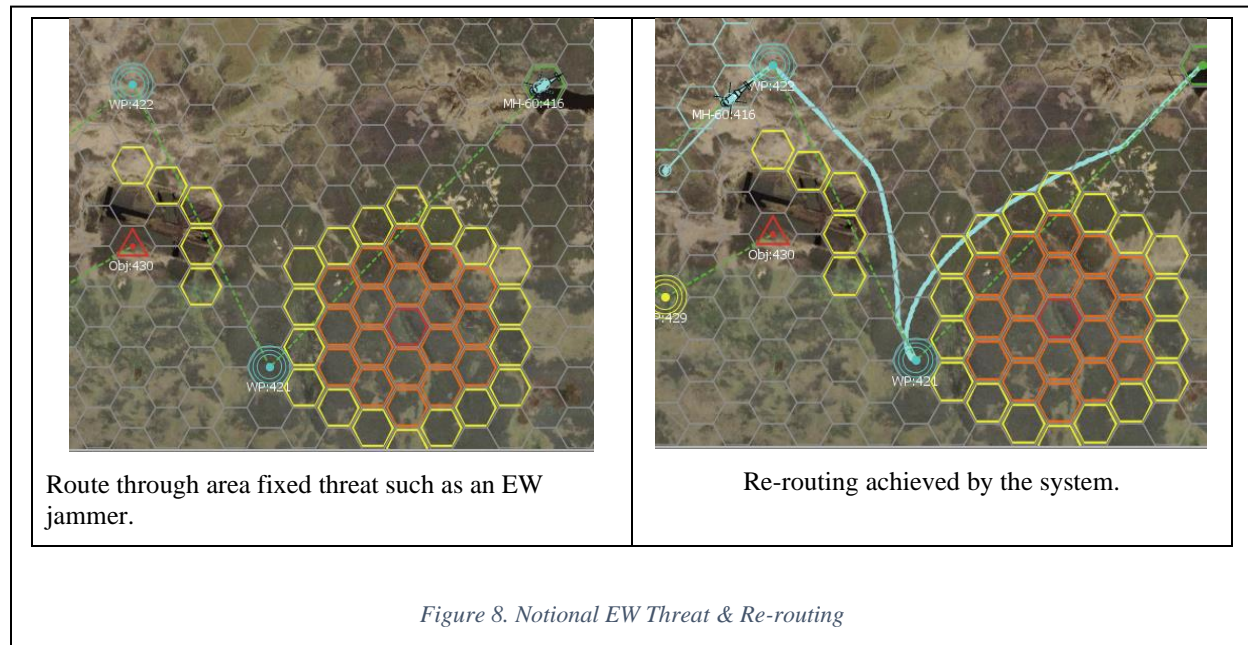 WP:422
MH-60:416
Obj:430
WP:421
WP:422
MH-60:416
Obj:430
P:429
WP:421
Route through area fixed threat such as an EW
jammer.
Re-routing achieved by the system.
Figure 8. Notional EW Threat & Re-routing